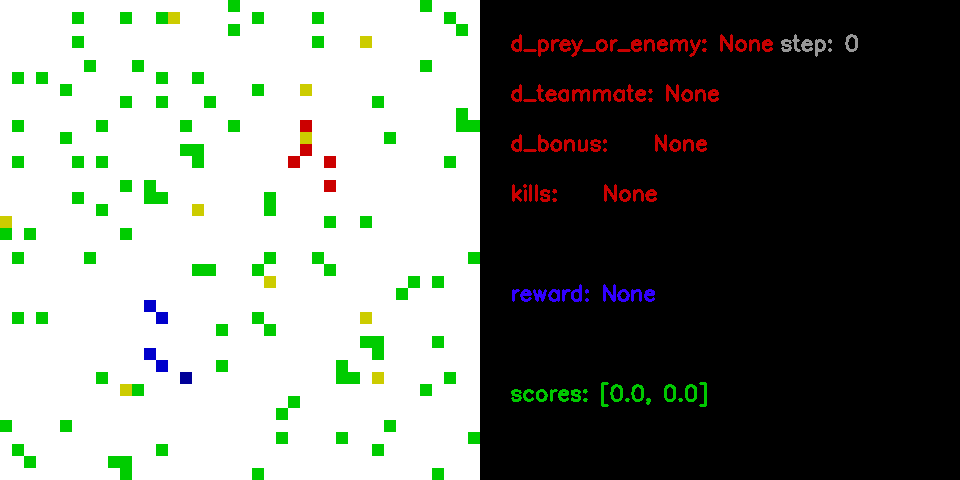 d_prey_or_enemy: None step: 0
d_teammate: None
d_bonus: None
kills: None
reward: None
scores: [0.0, 0.0]